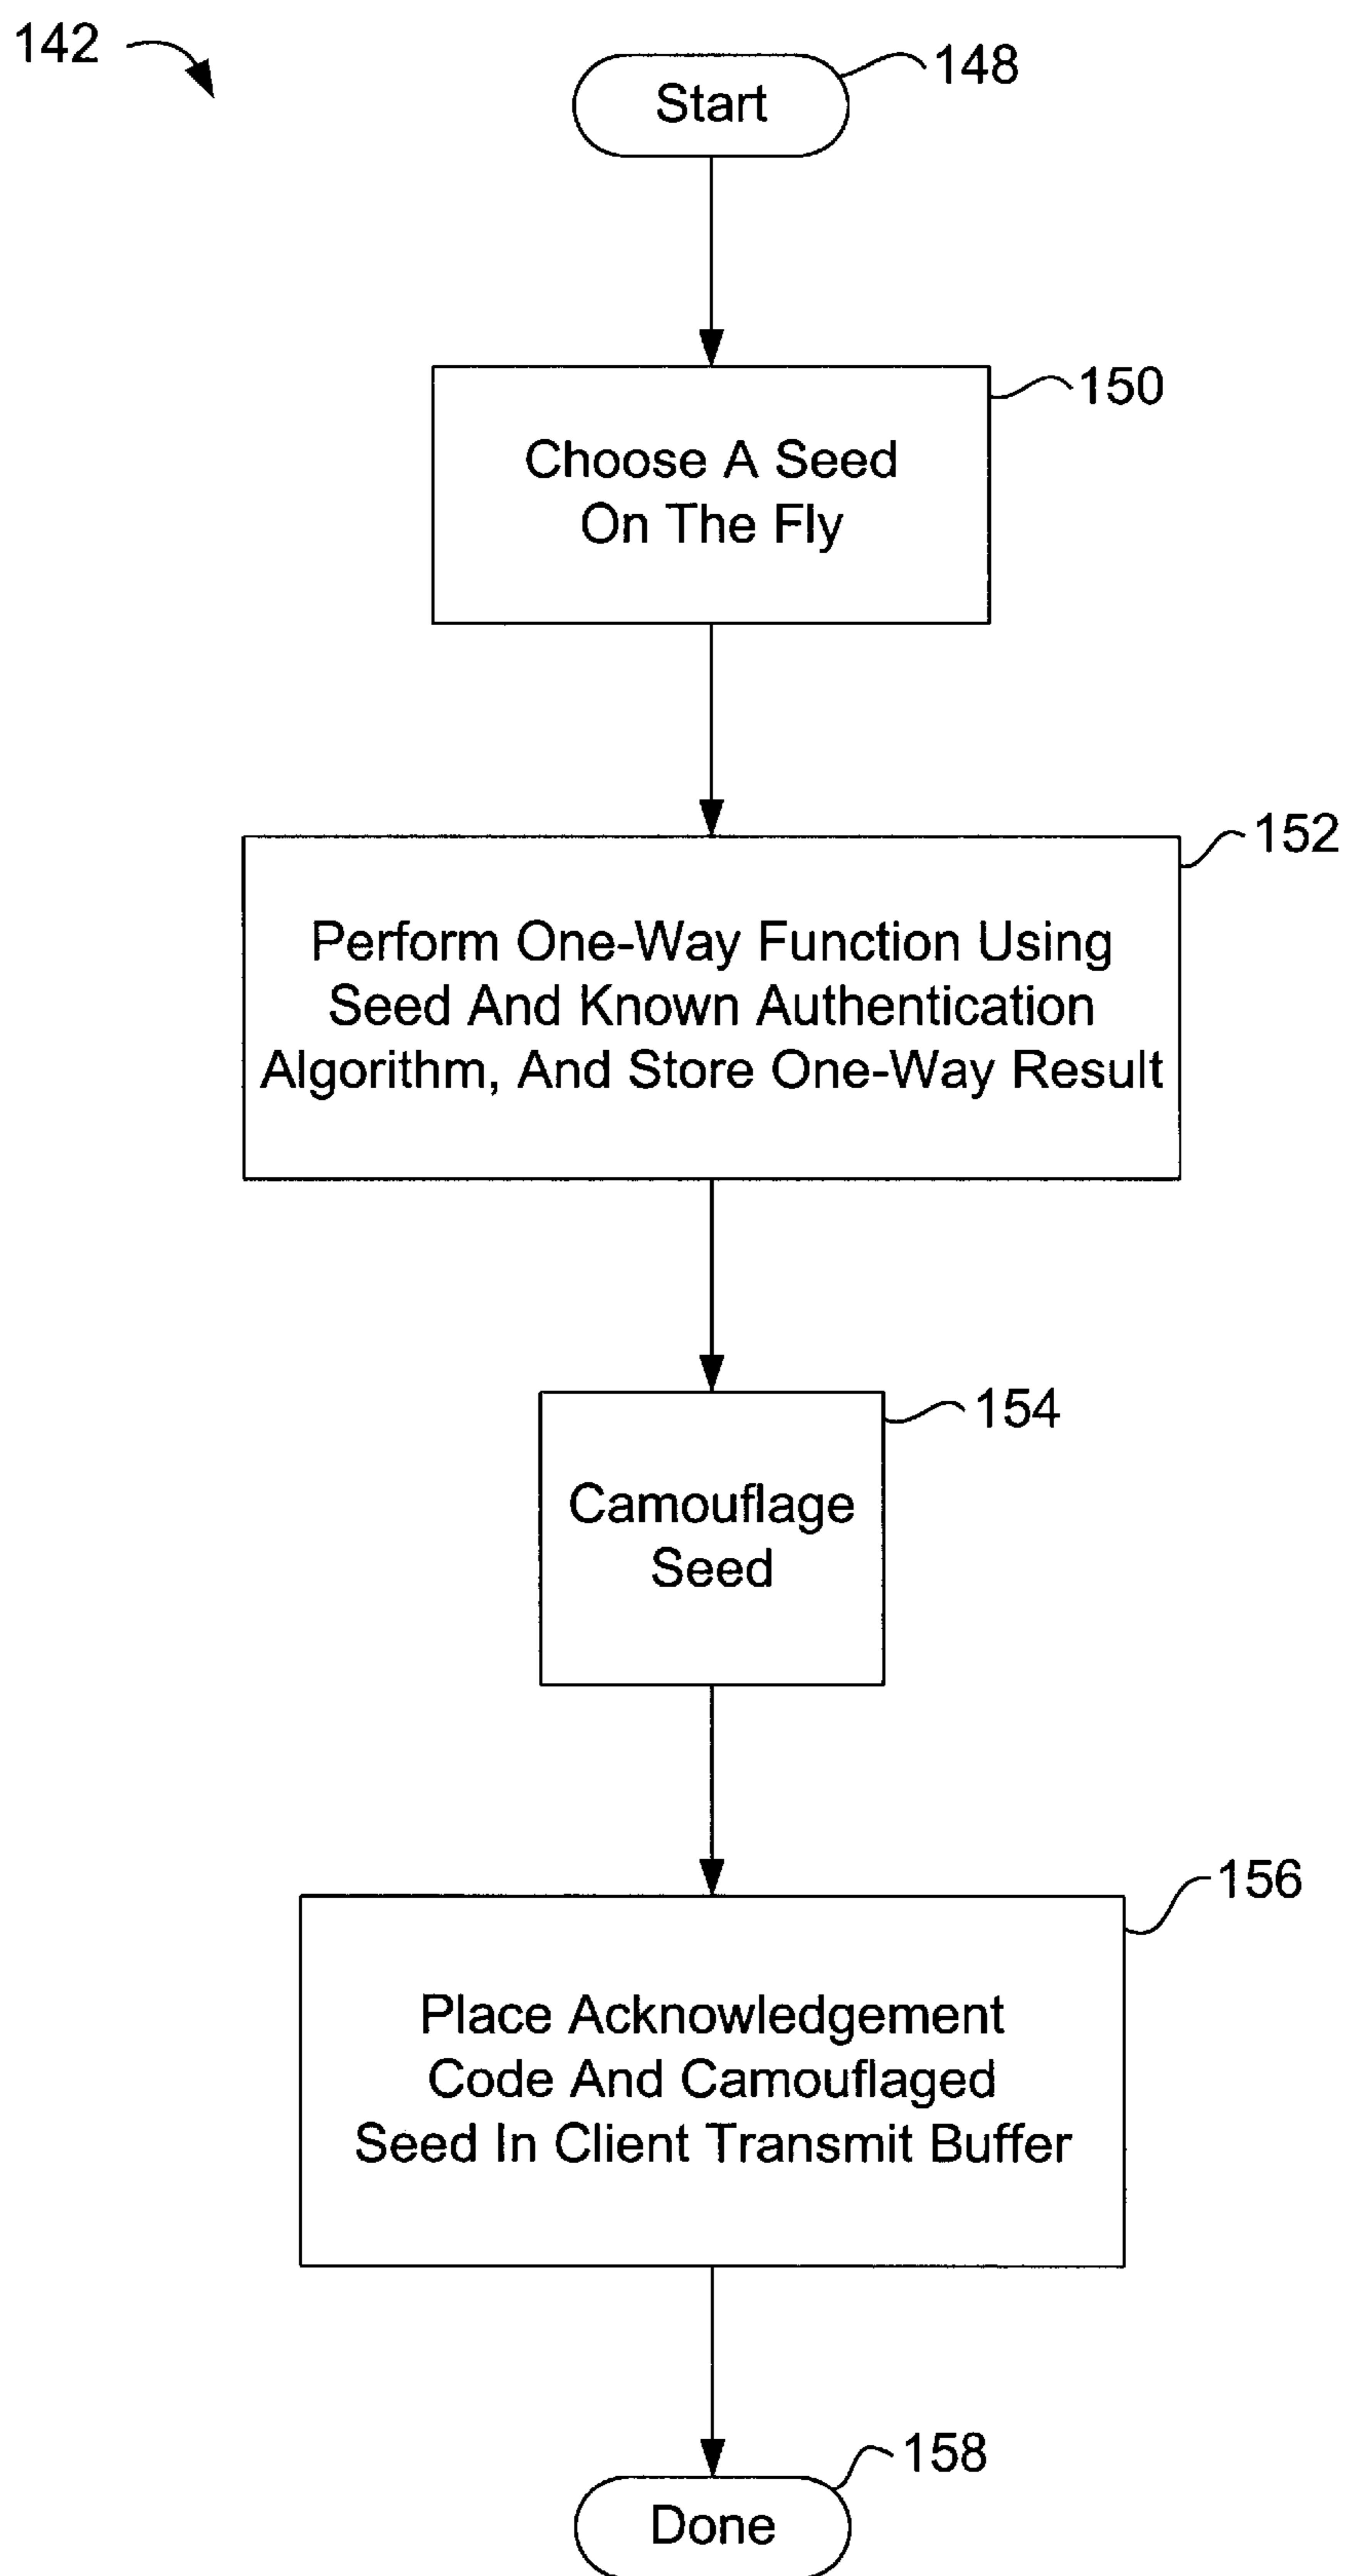 142
Start
148
150
Choose A Seed
On The Fly
152
Perform One-Way Function Using
Seed And Known Authentication
Algorithm, And Store One-Way Result
154
Camouflage
Seed
156
Place Acknowledgement
Code And Camouflaged
Seed In Client Transmit Buffer
158
Done